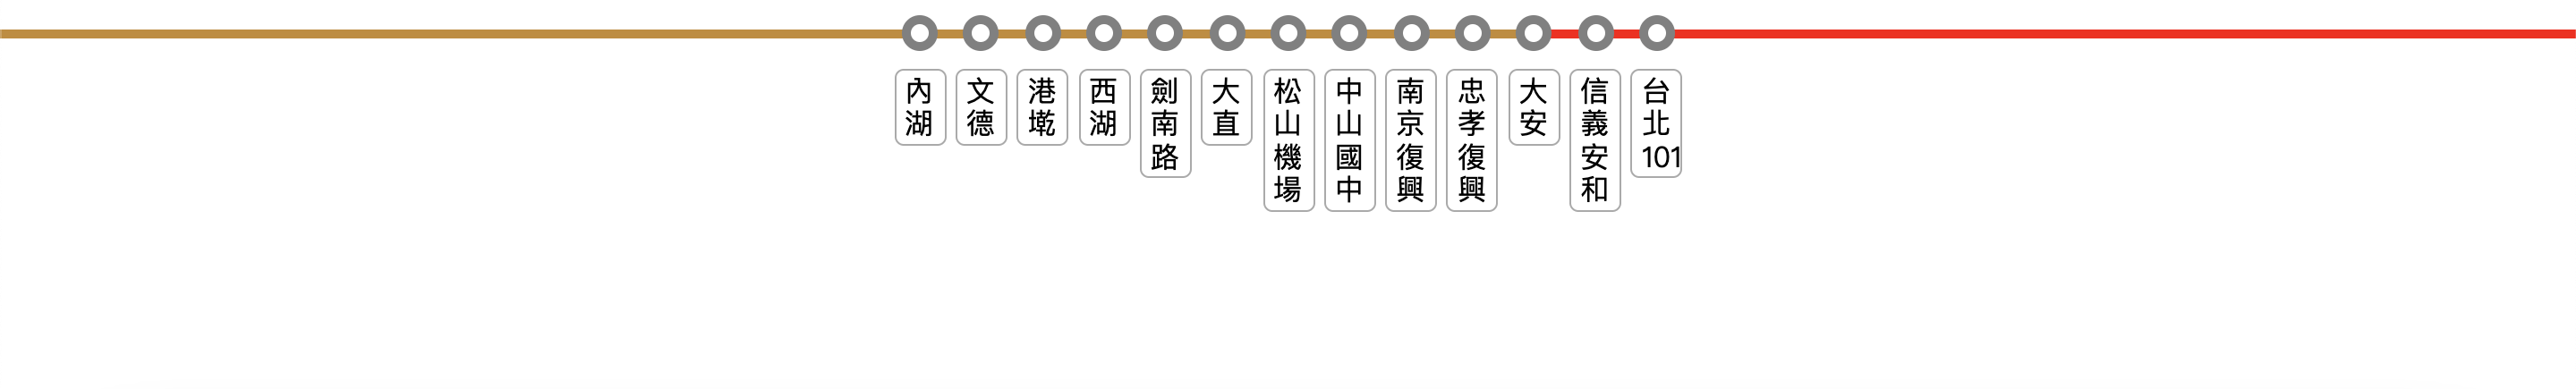 內湖
文德
港墘
西湖
劍南路
大直
松山機場
中山國中
南京復興
忠孝復興
大安
信義安和
台北101